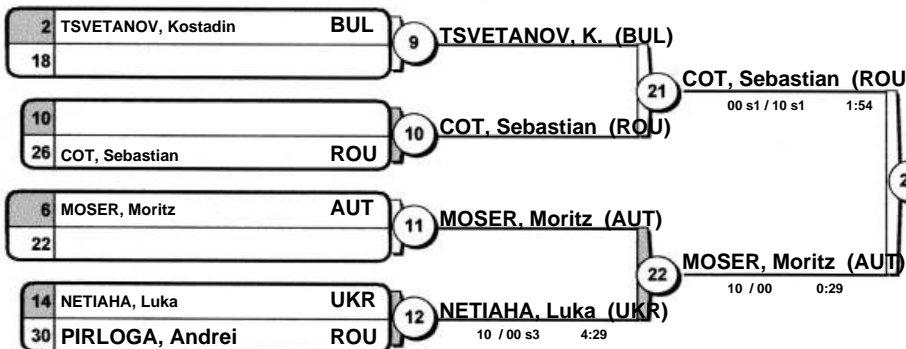 2 TSVETANOV, Kostadin BUL
18
9 TSVETANOV, K. (BUL)
10
26 COT, Sebastian ROU
10 COT, Sebastian (ROU)
21 COT, Sebastian (ROU
00 s1 / 10 s1 1:54
6 MOSER, Moritz AUT
22
11 MOSER, Moritz (AUT)
14 NETIAHA, Luka UKR
30 PIRLOGA, Andrei ROU
12 NETIAHA, Luka (UKR)
10 / 00 s3 4:29
22 MOSER, Moritz (AUT)
10 / 00 0:29